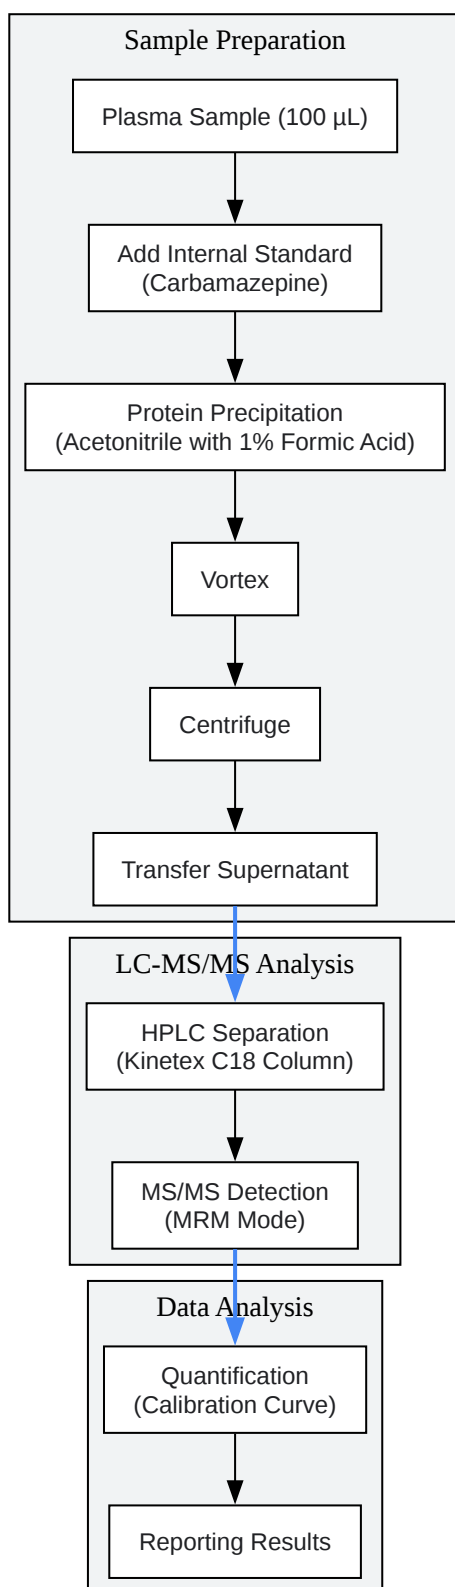 Sample Preparation
Plasma Sample (100 µL)
Add Internal Standard
(Carbamazepine)
Protein Precipitation
(Acetonitrile with 1% Formic Acid)
Vortex
Centrifuge
Transfer Supernatant
LC-MS/MS Analysis
HPLC Separation
(Kinetex C18 Column)
MS/MS Detection
(MRM Mode)
Data Analysis
Quantification
(Calibration Curve)
Reporting Results